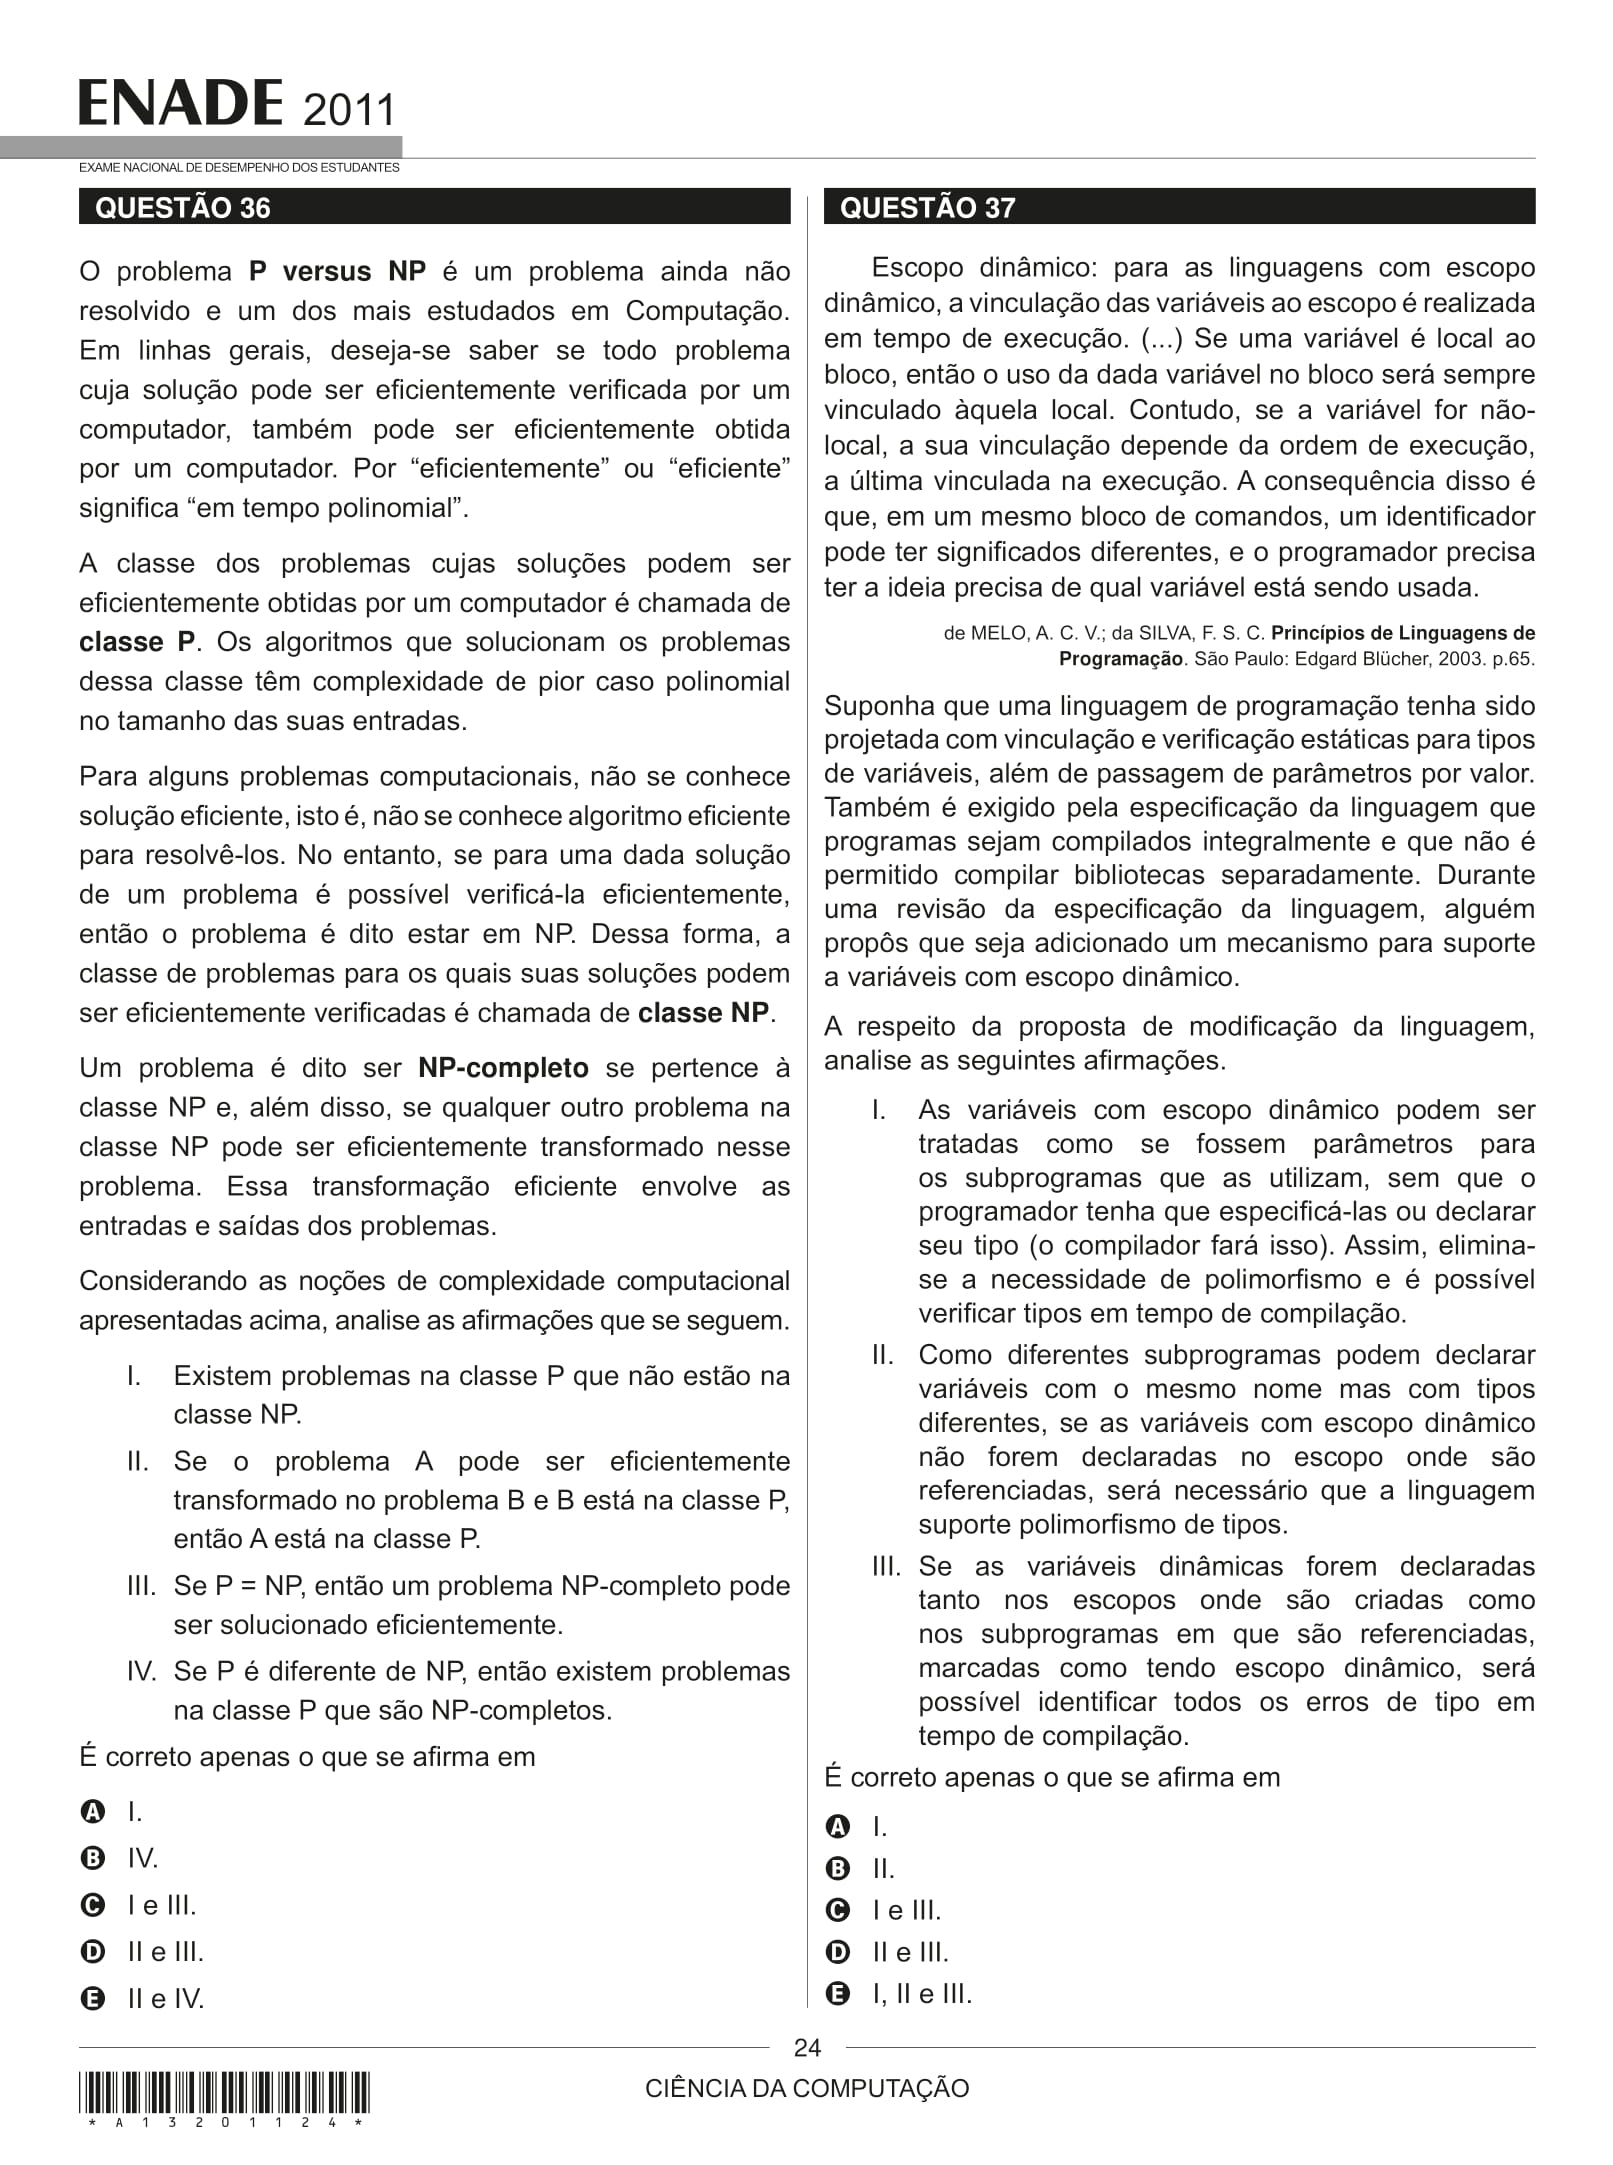 ENADE 2011
EXAME NACIONAL DE DESEMPENHO DOS ESTUDANTES
QUESTÃO 36
O problema P versus NP é um problema ainda não
resolvido e um dos mais estudados em Computação.
Em linhas gerais, deseja-se saber se todo problema
cuja solução pode ser eficientemente verificada por um
computador, também pode ser eficientemente obtida
por um computador. Por “eficientemente” ou “eficiente”
significa “em tempo polinomial”.
A classe dos problemas cujas soluções podem ser
eficientemente obtidas por um computador é chamada de
classe P. Os algoritmos que solucionam os problemas
dessa classe têm complexidade de pior caso polinomial
no tamanho das suas entradas.
Para alguns problemas computacionais, não se conhece
solução eficiente, isto é, não se conhece algoritmo eficiente
para resolvê-los. No entanto, se para uma dada solução
de um problema é possível verificá-la eficientemente,
então o problema é dito estar em NP. Dessa forma, a
classe de problemas para os quais suas soluções podem
ser eficientemente verificadas é chamada de classe NP.
Um problema é dito ser NP-completo se pertence à
classe NP e, além disso, se qualquer outro problema na
classe NP pode ser eficientemente transformado nesse
problema. Essa transformação eficiente envolve as
entradas e saídas dos problemas.
Considerando as noções de complexidade computacional
apresentadas acima, analise as afirmações que se seguem.
I. Existem problemas na classe P que não estão na
classe NP.
II. Se o problema A pode ser eficientemente
transformado no problema B e B está na classe P,
então A está na classe P.
III. Se P = NP, então um problema NP-completo pode
ser solucionado eficientemente.
IV. Se P é diferente de NP, então existem problemas
na classe P que são NP-completos.
É correto apenas o que se afirma em
A I.
B IV.
C I e III.
D II e III.
E II e IV.
QUESTÃO 37
Escopo dinâmico: para as linguagens com escopo
dinâmico, a vinculação das variáveis ao escopo é realizada
em tempo de execução. (...) Se uma variável é local ao
bloco, então o uso da dada variável no bloco será sempre
vinculado àquela local. Contudo, se a variável for não-
local, a sua vinculação depende da ordem de execução,
a última vinculada na execução. A consequência disso é
que, em um mesmo bloco de comandos, um identificador
pode ter significados diferentes, e o programador precisa
ter a ideia precisa de qual variável está sendo usada.
de MELO, A. C. V.; da SILVA, F. S. C. Princípios de Linguagens de
Programação. São Paulo: Edgard Blücher, 2003. p.65.
Suponha que uma linguagem de programação tenha sido
projetada com vinculação e verificação estáticas para tipos
de variáveis, além de passagem de parâmetros por valor.
Também é exigido pela especificação da linguagem que
programas sejam compilados integralmente e que não é
permitido compilar bibliotecas separadamente. Durante
uma revisão da especificação da linguagem, alguém
propôs que seja adicionado um mecanismo para suporte
a variáveis com escopo dinâmico.
A respeito da proposta de modificação da linguagem,
analise as seguintes afirmações.
I. As variáveis com escopo dinâmico podem ser
tratadas como se fossem parâmetros para
os subprogramas que as utilizam, sem que o
programador tenha que especificá-las ou declarar
seu tipo (o compilador fará isso). Assim, elimina-
se a necessidade de polimorfismo e é possível
verificar tipos em tempo de compilação.
II. Como diferentes subprogramas podem declarar
variáveis com o mesmo nome mas com tipos
diferentes, se as variáveis com escopo dinâmico
não forem declaradas no escopo onde são
referenciadas, será necessário que a linguagem
suporte polimorfismo de tipos.
III. Se as variáveis dinâmicas forem declaradas
tanto nos escopos onde são criadas como
nos subprogramas em que são referenciadas,
marcadas como tendo escopo dinâmico, será
possível identificar todos os erros de tipo em
tempo de compilação.
É correto apenas o que se afirma em
A I.
B II.
C I e III.
D II e III.
E I, II e III.
24
CIÊNCIA DA COMPUTAÇÃO
* A 1 3 2 0 1 1 2 4 *